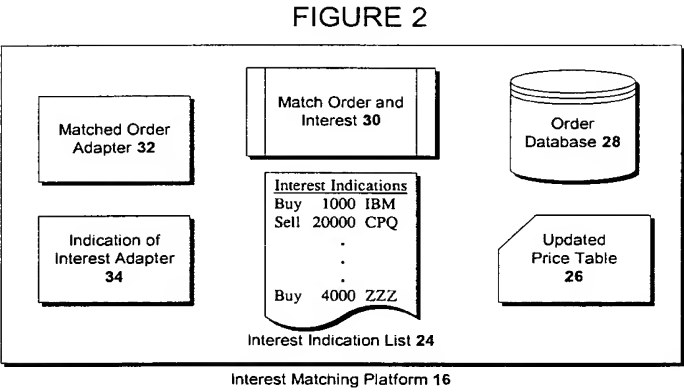 FIGURE 2
Matched Order
Adapter 32
Match Order and
Interest 30
Order
Database 28
Indication of
Interest Adapter
34
Interest Indications
Buy 1000 IBM
Sell 20000 CPQ
.
.
.
Buy 4000 ZZZ
Updated
Price Table
26
Interest Indication List 24
Interest Matching Platform 16